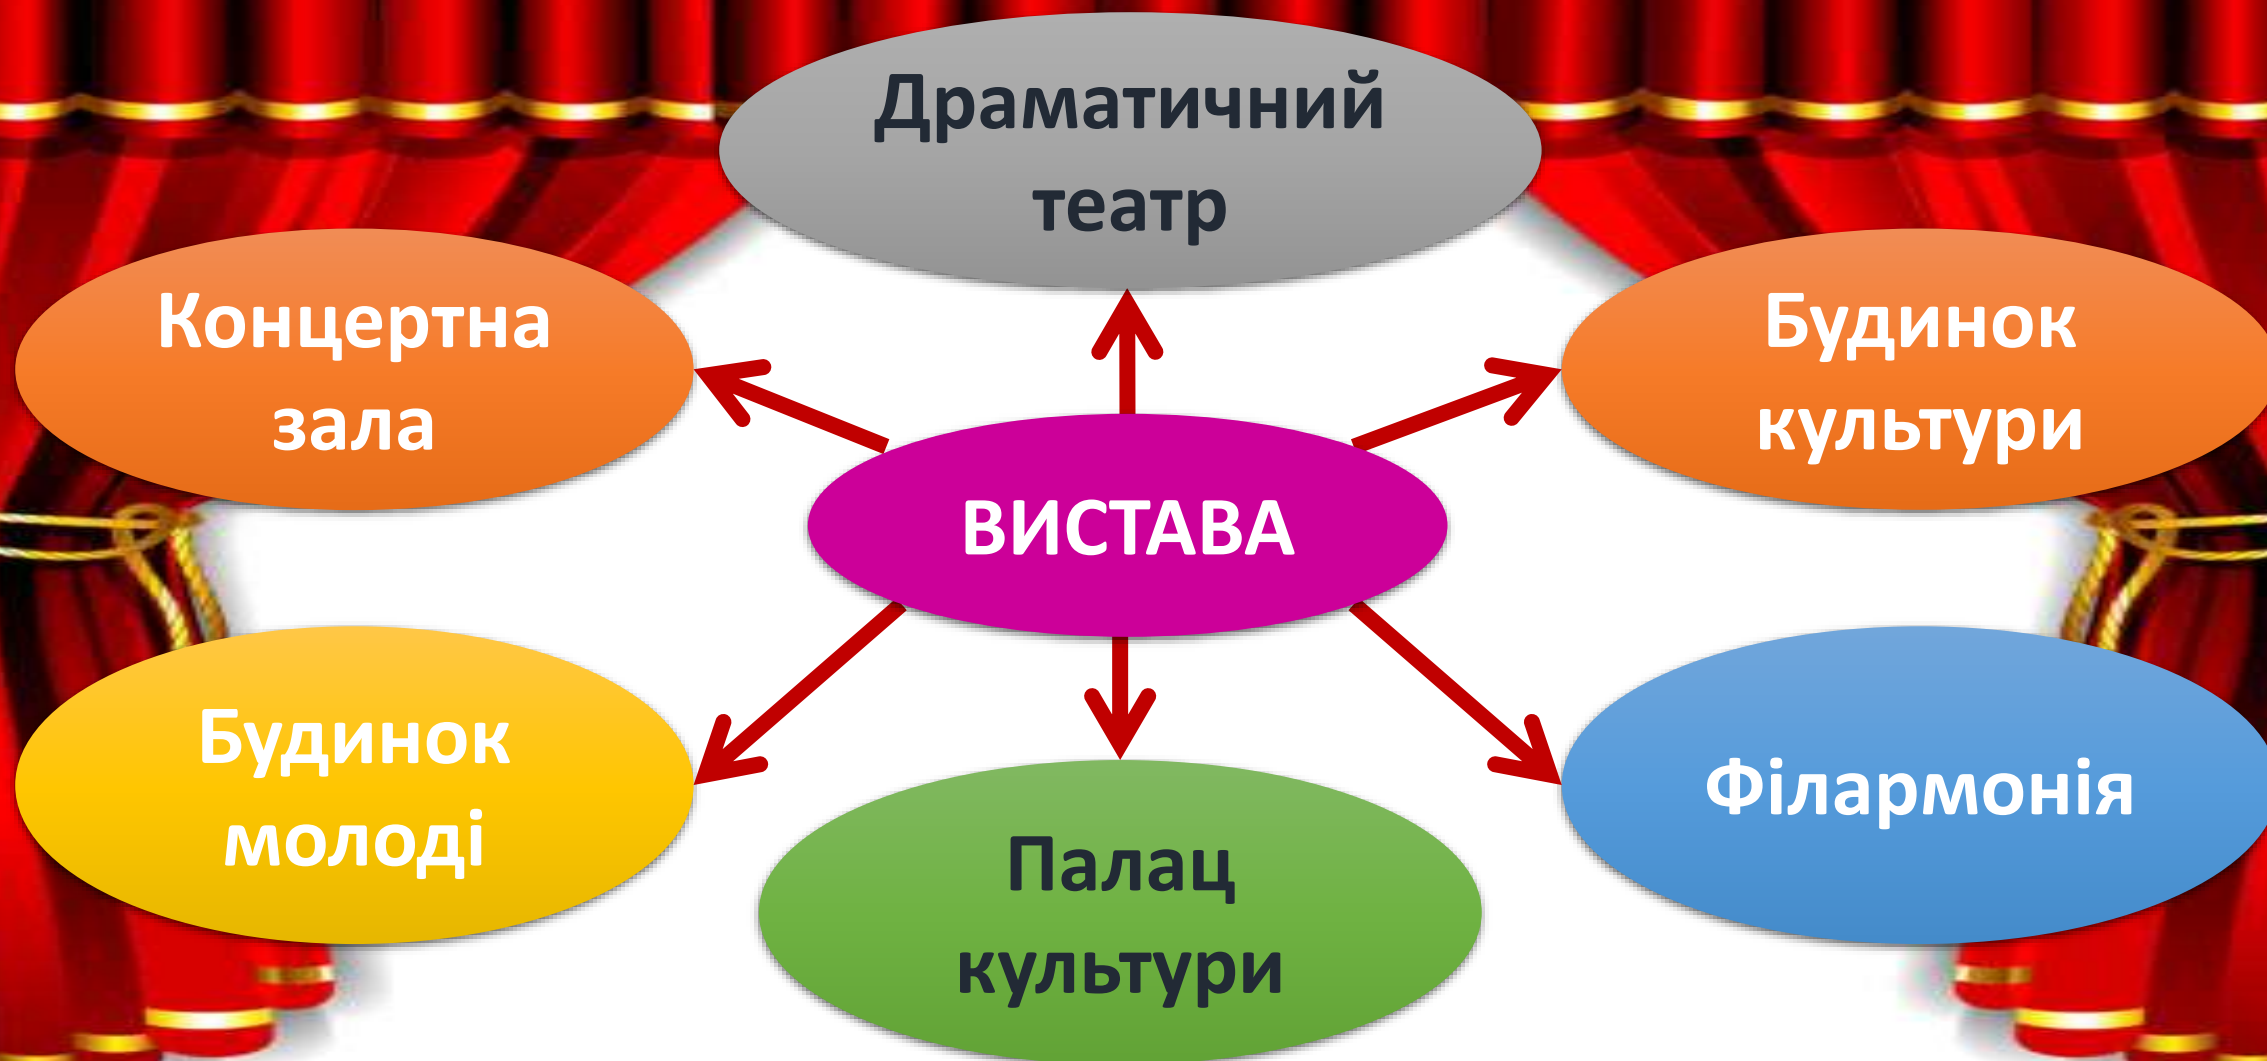 Драматичний
театр
Концертна
зала
Будинок
культури
ВИСТАВА
Будинок
молоді
Палац
культури
Філармонія